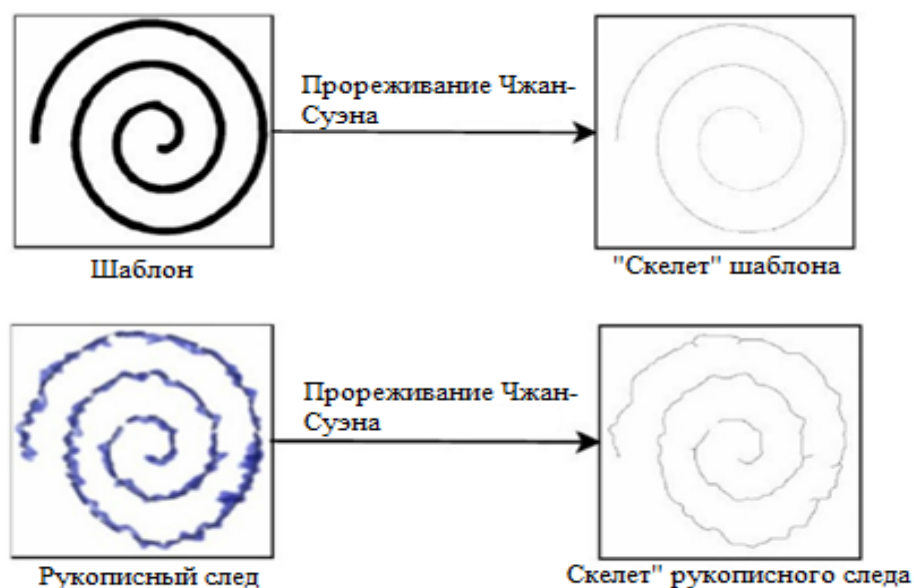 Прореживание Чжан-
Суэна
Шаблон
"Скелет" шаблона
Прореживание Чжан-
Суэна
Рукописный след
Скелет" рукописного следа